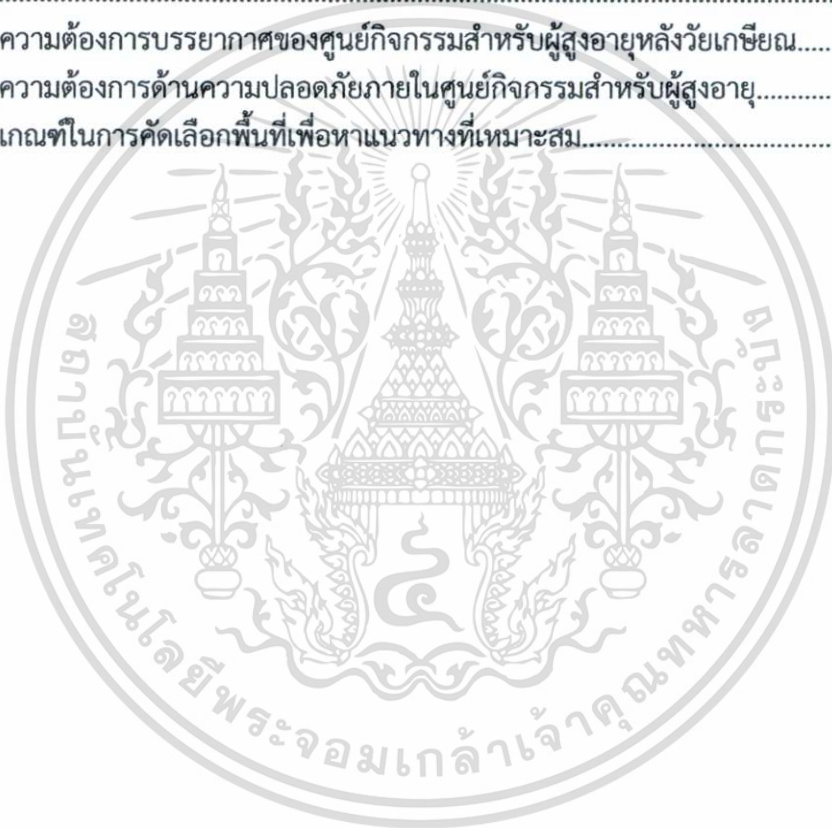 ความต้องการบรรยากาศของศูนย์กิจกรรมสำหรับผู้สูงอายุหลังวัยเกษียณ.....
ความต้องการด้านความปลอดภัยภายในศูนย์กิจกรรมสำหรับผู้สูงอายุ............
เกณฑ์ในการคัดเลือกพื้นที่เพื่อหาแนวทางที่เหมาะสม......................................
สถาบันเทคโนโลยีพระจอมเกล้าเจ้าคุณทหารลาดกระบัง